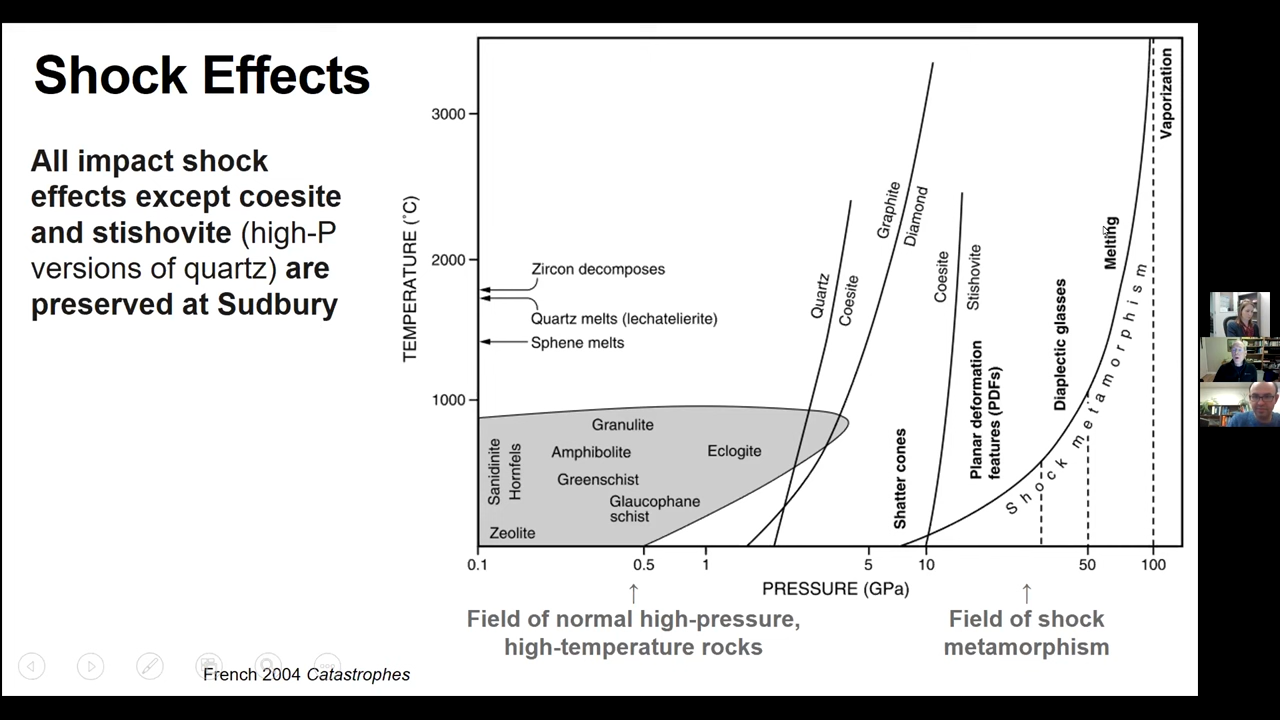 Shock Effects
All impact shock
effects except coesite
and stishovite (high-P
versions of quartz) are
preserved at Sudbury
TEMPERATURE (˚C)
3000
2000
1000
Zircon decomposes
Quartz melts (lechatelierite)
Sphene melts
Granulite
Amphibolite
Eclogite
Greenschist
Glaucophane
schist
Sanidinite
Hornfels
Zeolite
Quartz
Coesite
Graphite
Diamond
Coesite
Stishovite
Shatter cones
Planar deformation
features (PDFs)
Diaplectic glasses
Melting
Vaporization
Shock metamorphism
0.1
0.5
1
5
10
50
100
PRESSURE (GPa)
↑
↑
Field of normal high-pressure,
high-temperature rocks
Field of shock
metamorphism
French 2004 Catastrophes